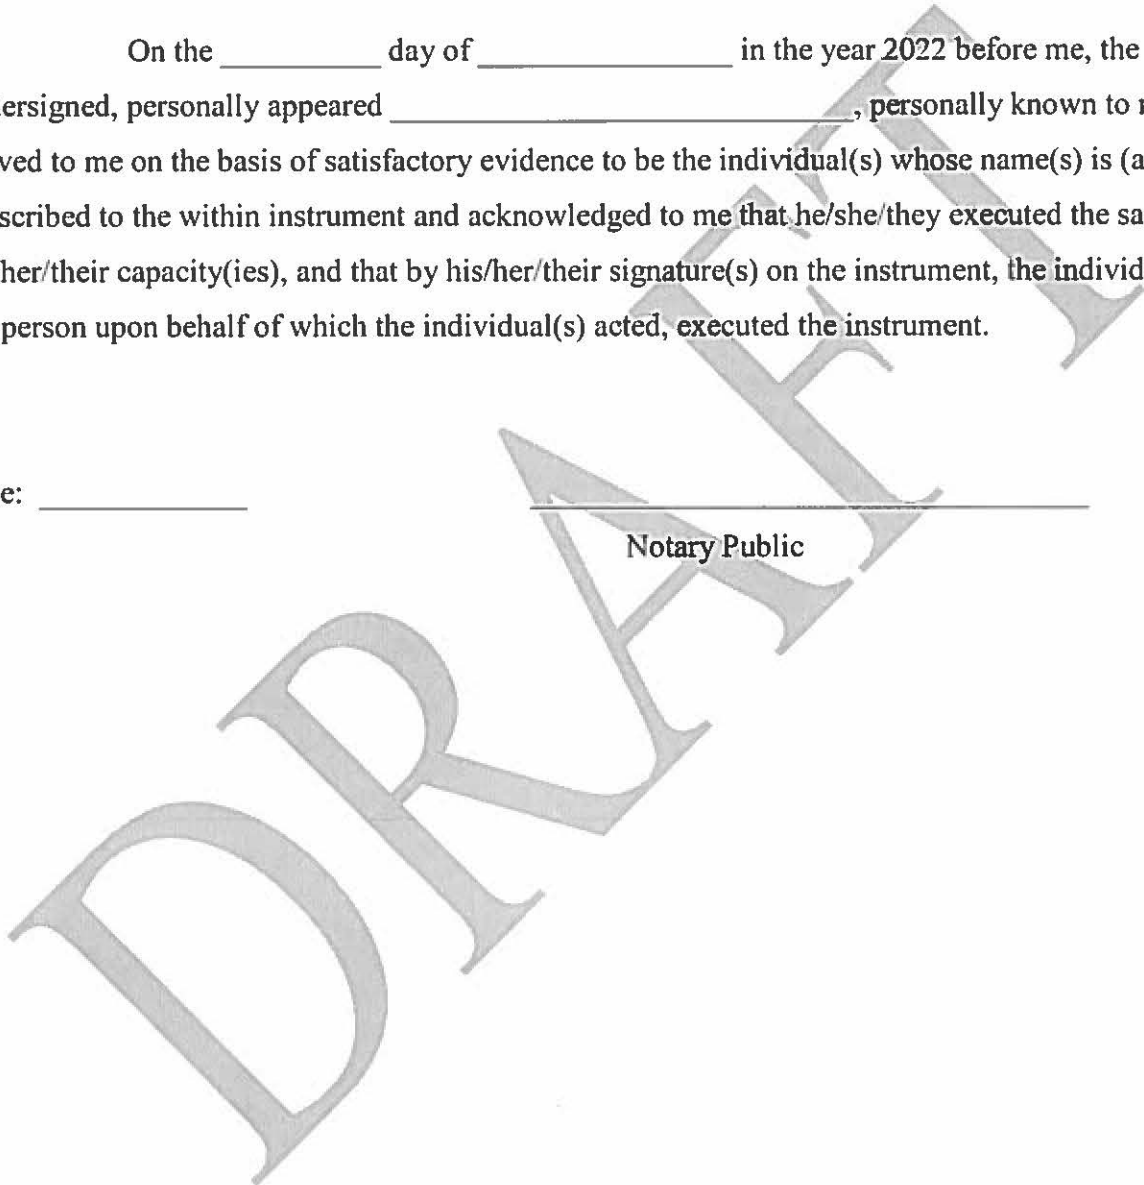 On the ____ day of ____ in the year 2022 before me, the
ersigned, personally appeared ____, personally known to
ved to me on the basis of satisfactory evidence to be the individual(s) whose name(s) is (a
scribed to the within instrument and acknowledged to me that he/she/they executed the sa
her/their capacity(ies), and that by his/her/their signature(s) on the instrument, the individ
person upon behalf of which the individual(s) acted, executed the instrument.
e: ____
Notary Public
DRAFT